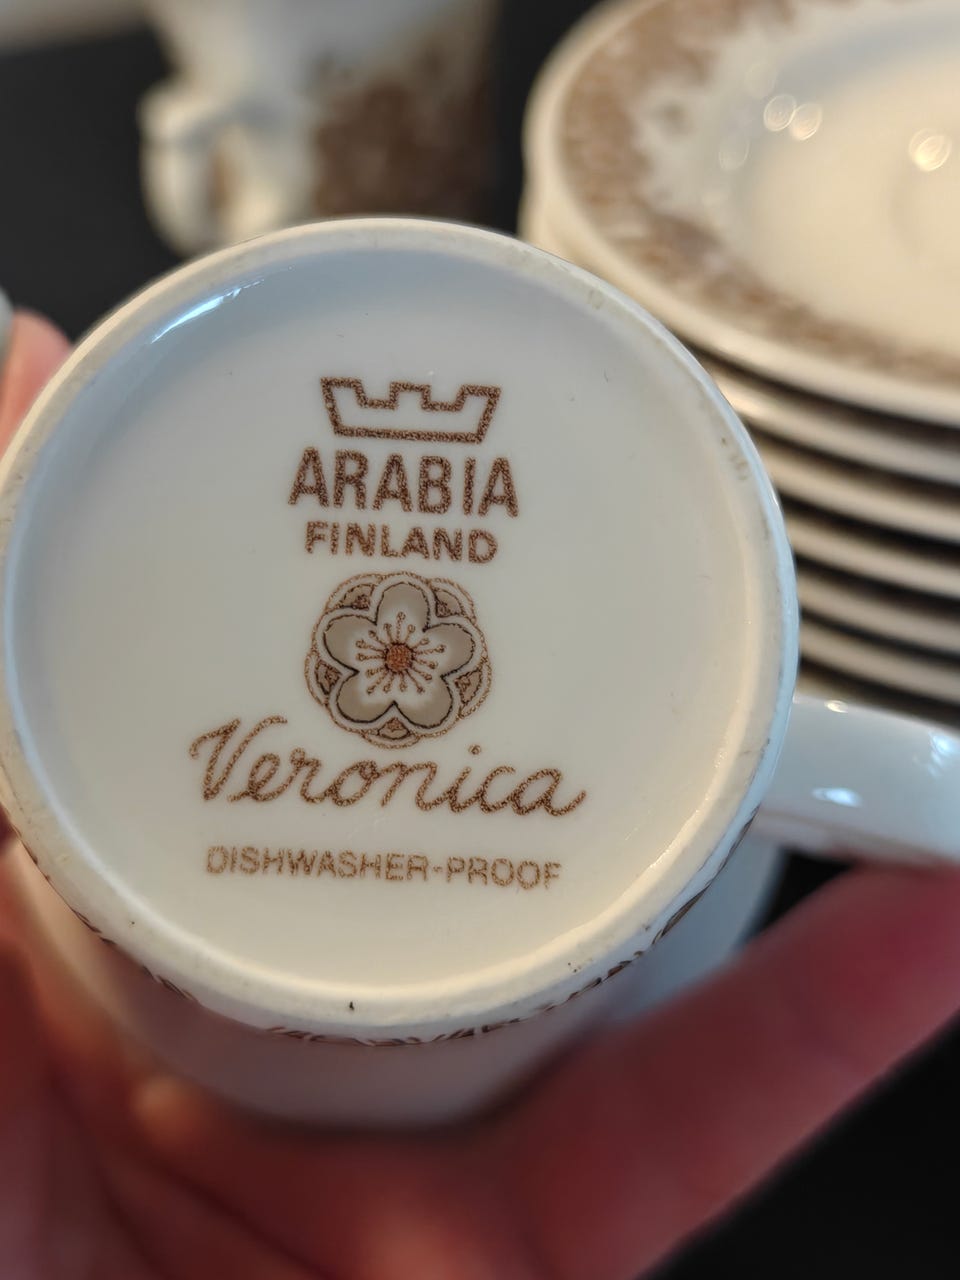 ARABIA
FINLAND
Veronica
DISHWASHER-PROOF